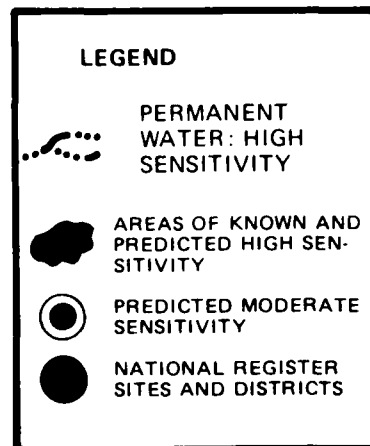 LEGEND
PERMANENT
WATER: HIGH
SENSITIVITY
AREAS OF KNOWN AND
PREDICTED HIGH SEN-
SITIVITY
PREDICTED MODERATE
SENSITIVITY
NATIONAL REGISTER
SITES AND DISTRICTS